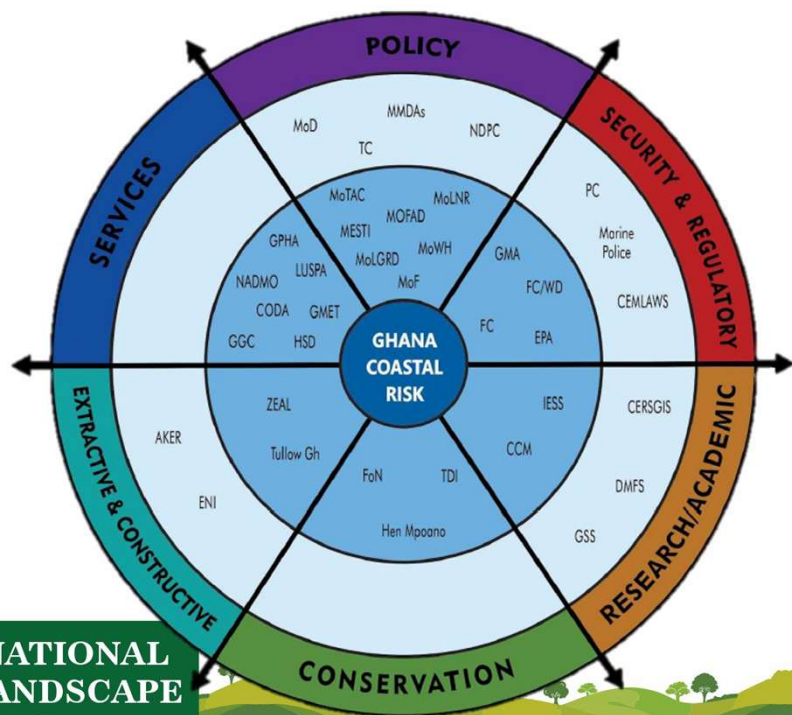 POLICY
SECURITY & REGULATORY
SERVICES
MoD
MMDAs
NDPC
TC
PC
Marine
Police
CEMLAWS
MoTAC
MoLNR
MOFAD
MESTI
MoWH
MoLGRD
MoF
GPHA
NADMO
LUSPA
CODA
GMET
GGC
HSD
GMA
FC/WD
FC
EPA
GHANA
COASTAL
RISK
EXTRACTIVE & CONSTRUCTIVE
AKER
ENI
ZEAL
Tullow Gh
FoN
TDI
Hen Mpoano
IESS
CCM
CERSGIS
DMFS
GSS
RESEARCH/ACADEMIC
CONSERVATION
NATIONAL
LANDSCAPE